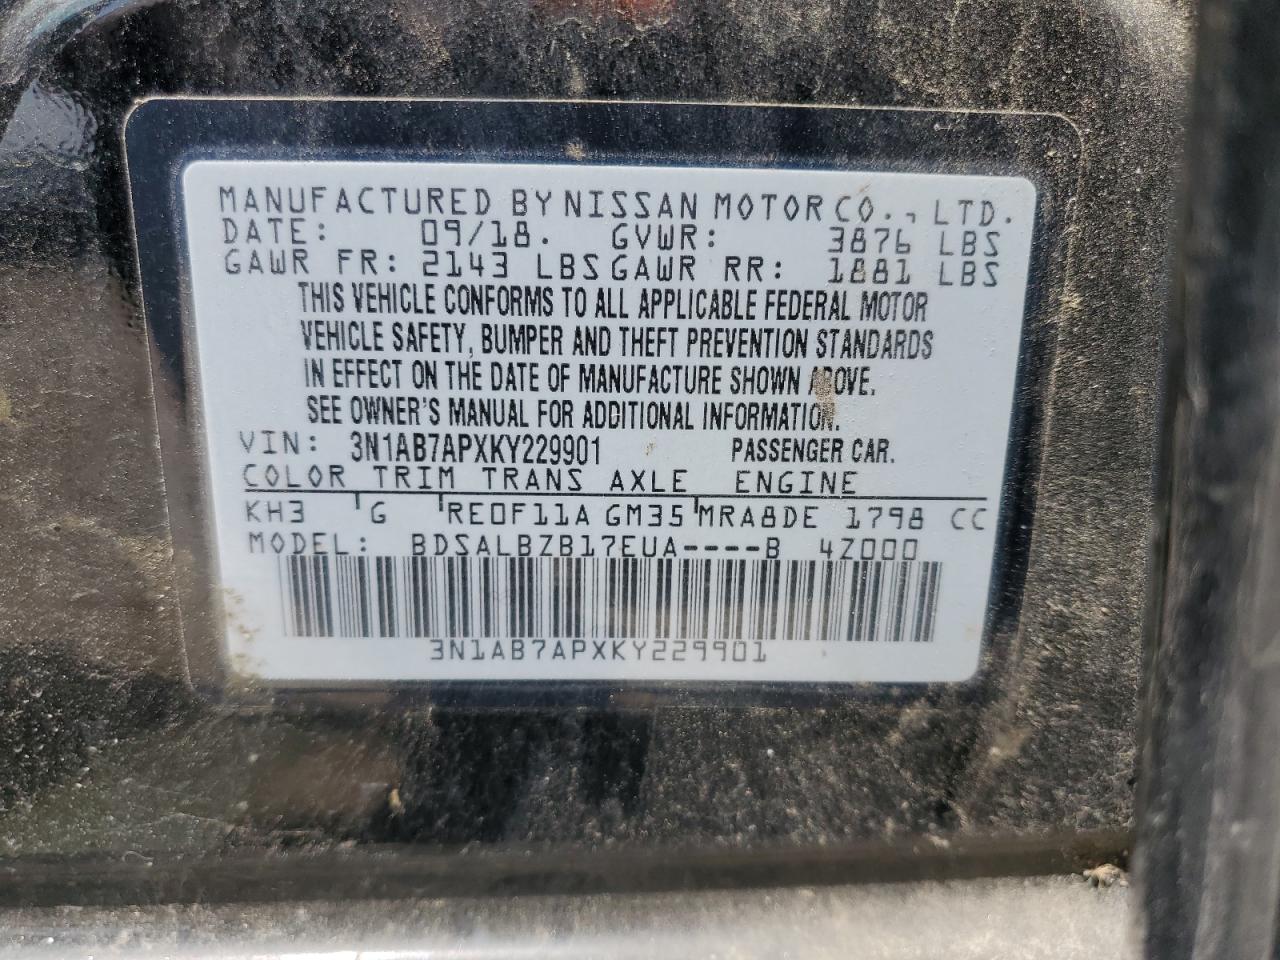 MANUFACTURED BY NISSAN MOTOR CO., LTD.
DATE: 09/18. GVWR: 3876 LBS
GAWR FR: 2143 LBS GAWR RR: 1881 LBS
THIS VEHICLE CONFORMS TO ALL APPLICABLE FEDERAL MOTOR
VEHICLE SAFETY, BUMPER AND THEFT PREVENTION STANDARDS
IN EFFECT ON THE DATE OF MANUFACTURE SHOWN ABOVE.
SEE OWNER'S MANUAL FOR ADDITIONAL INFORMATION.
VIN: 3N1AB7APXKY229901 PASSENGER CAR.
COLOR TRIM TRANS AXLE ENGINE
KH3 G RE0F11A GM35 MRA8DE 1798 CC
MODEL: BDSALBZB17EUA----B 4Z000
3N1AB7APXKY229901